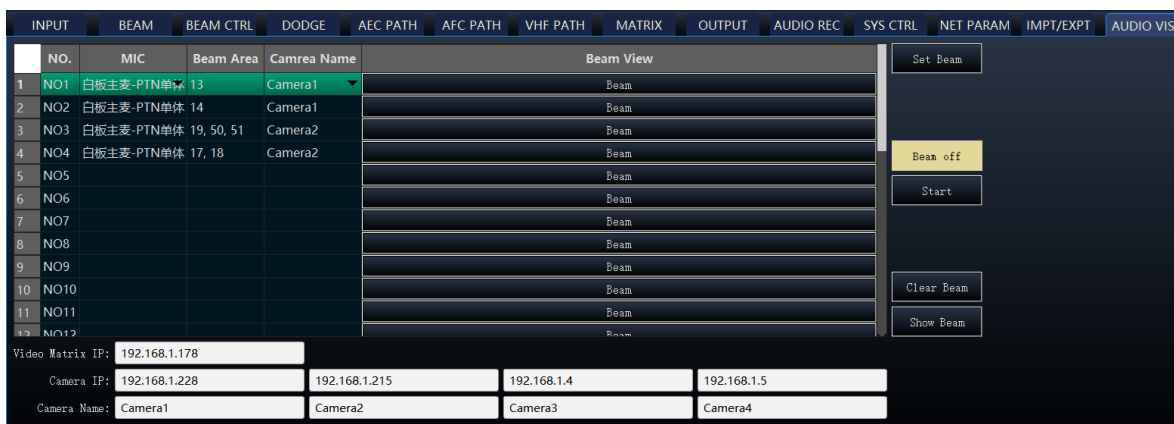 INPUT BEAM BEAM CTRL DODGE AEC PATH AFC PATH VHF PATH MATRIX OUTPUT AUDIO REC SYS CTRL NET PARAM IMPT/EXPT AUDIO VIS
NO. MIC Beam Area Camrea Name Beam View Set Beam
1 NO1 白板主麦-PTN单体 13 Camera1 Beam
2 NO2 白板主麦-PTN单体 14 Camera1 Beam
3 NO3 白板主麦-PTN单体 19, 50, 51 Camera2 Beam
4 NO4 白板主麦-PTN单体 17, 18 Camera2 Beam Beam off
5 NO5 Beam
6 NO6 Beam Start
7 NO7 Beam
8 NO8 Beam
9 NO9 Beam
10 NO10 Beam Clear Beam
11 NO11 Beam
12 NO12 Beam Show Beam
Video Matrix IP: 192.168.1.178
Camera IP: 192.168.1.228 192.168.1.215 192.168.1.4 192.168.1.5
Camera Name: Camera1 Camera2 Camera3 Camera4